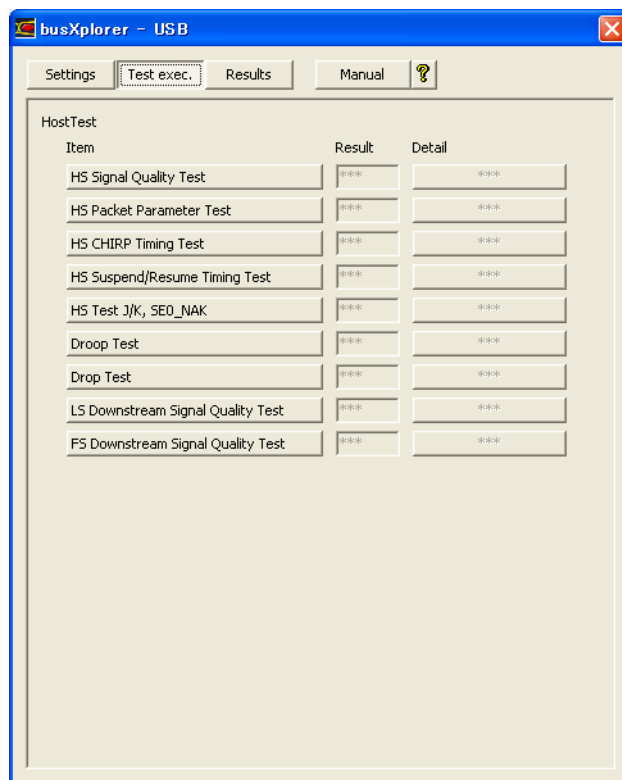 busXplorer - USB
Settings Test exec. Results Manual ?
HostTest
Item Result Detail
HS Signal Quality Test *** ***
HS Packet Parameter Test *** ***
HS CHIRP Timing Test *** ***
HS Suspend/Resume Timing Test *** ***
HS Test J/K, SE0_NAK *** ***
Droop Test *** ***
Drop Test *** ***
LS Downstream Signal Quality Test *** ***
FS Downstream Signal Quality Test *** ***